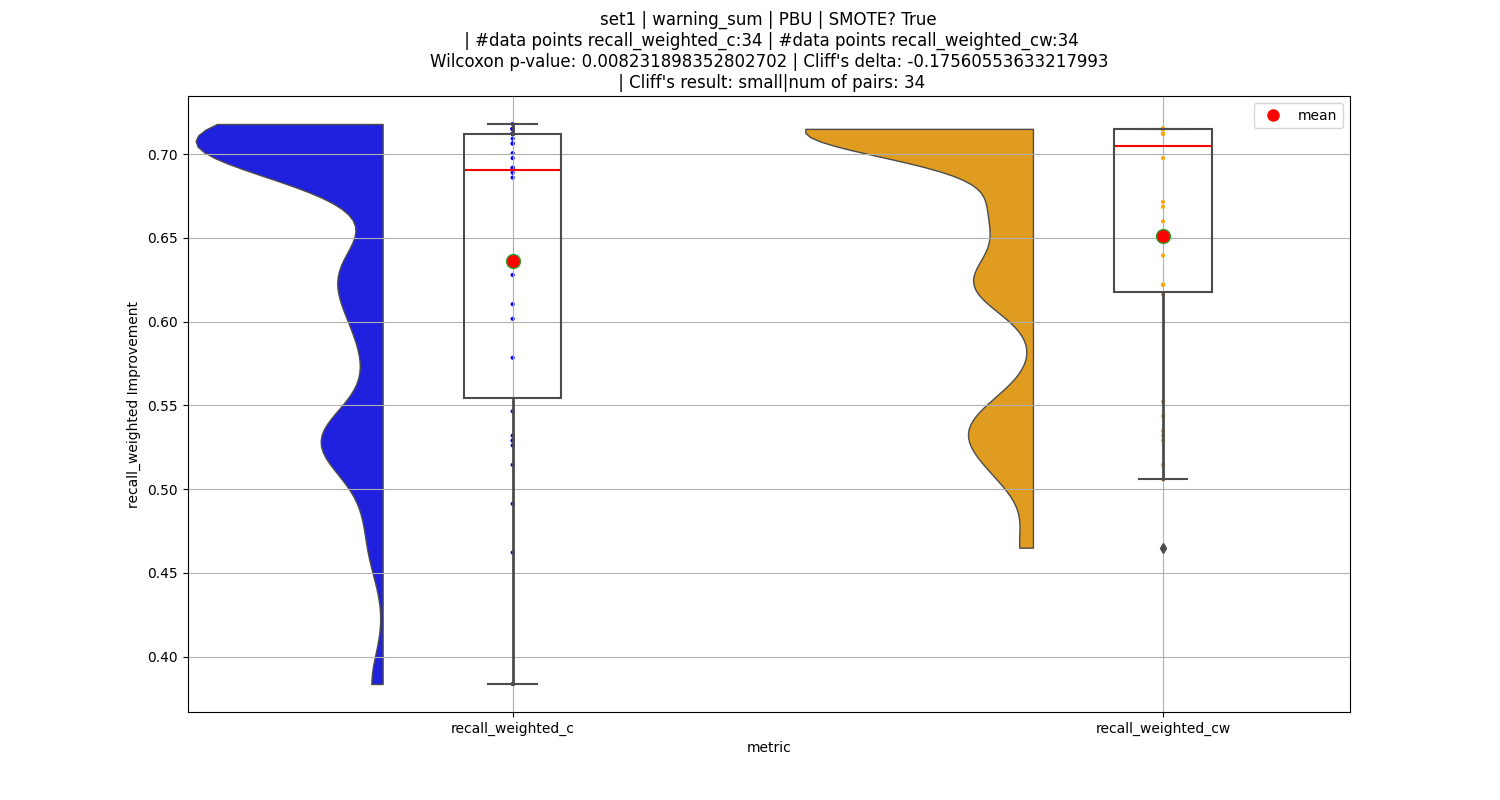 set1 | warning_sum | PBU | SMOTE? True
| #data points recall_weighted_c:34 | #data points recall_weighted_cw:34
Wilcoxon p-value: 0.008231898352802702 | Cliff's delta: -0.17560553633217993
| Cliff's result: small|num of pairs: 34
mean
0.70
0.65
0.60
0.55
0.50
0.45
0.40
recall_weighted Improvement
recall_weighted_c
recall_weighted_cw
metric